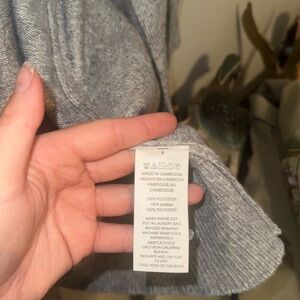 MADE IN CAMBODIA
HECHO EN CAMBOYA
FABRIQUÉ AU
CAMBODGE
100% POLYESTER
100% poliéster
100% POLYESTER
WASH INSIDE OUT
PUT IN LAUNDRY BAG
BEFORE WASHING
MACHINE WASH COLD
SEPARATELY
GENTLE CYCLE
ONLY NON-CHLORINE
BLEACH
RESHAPE AND LAY FLAT
TO DRY
COOL IRON ON THE BACK